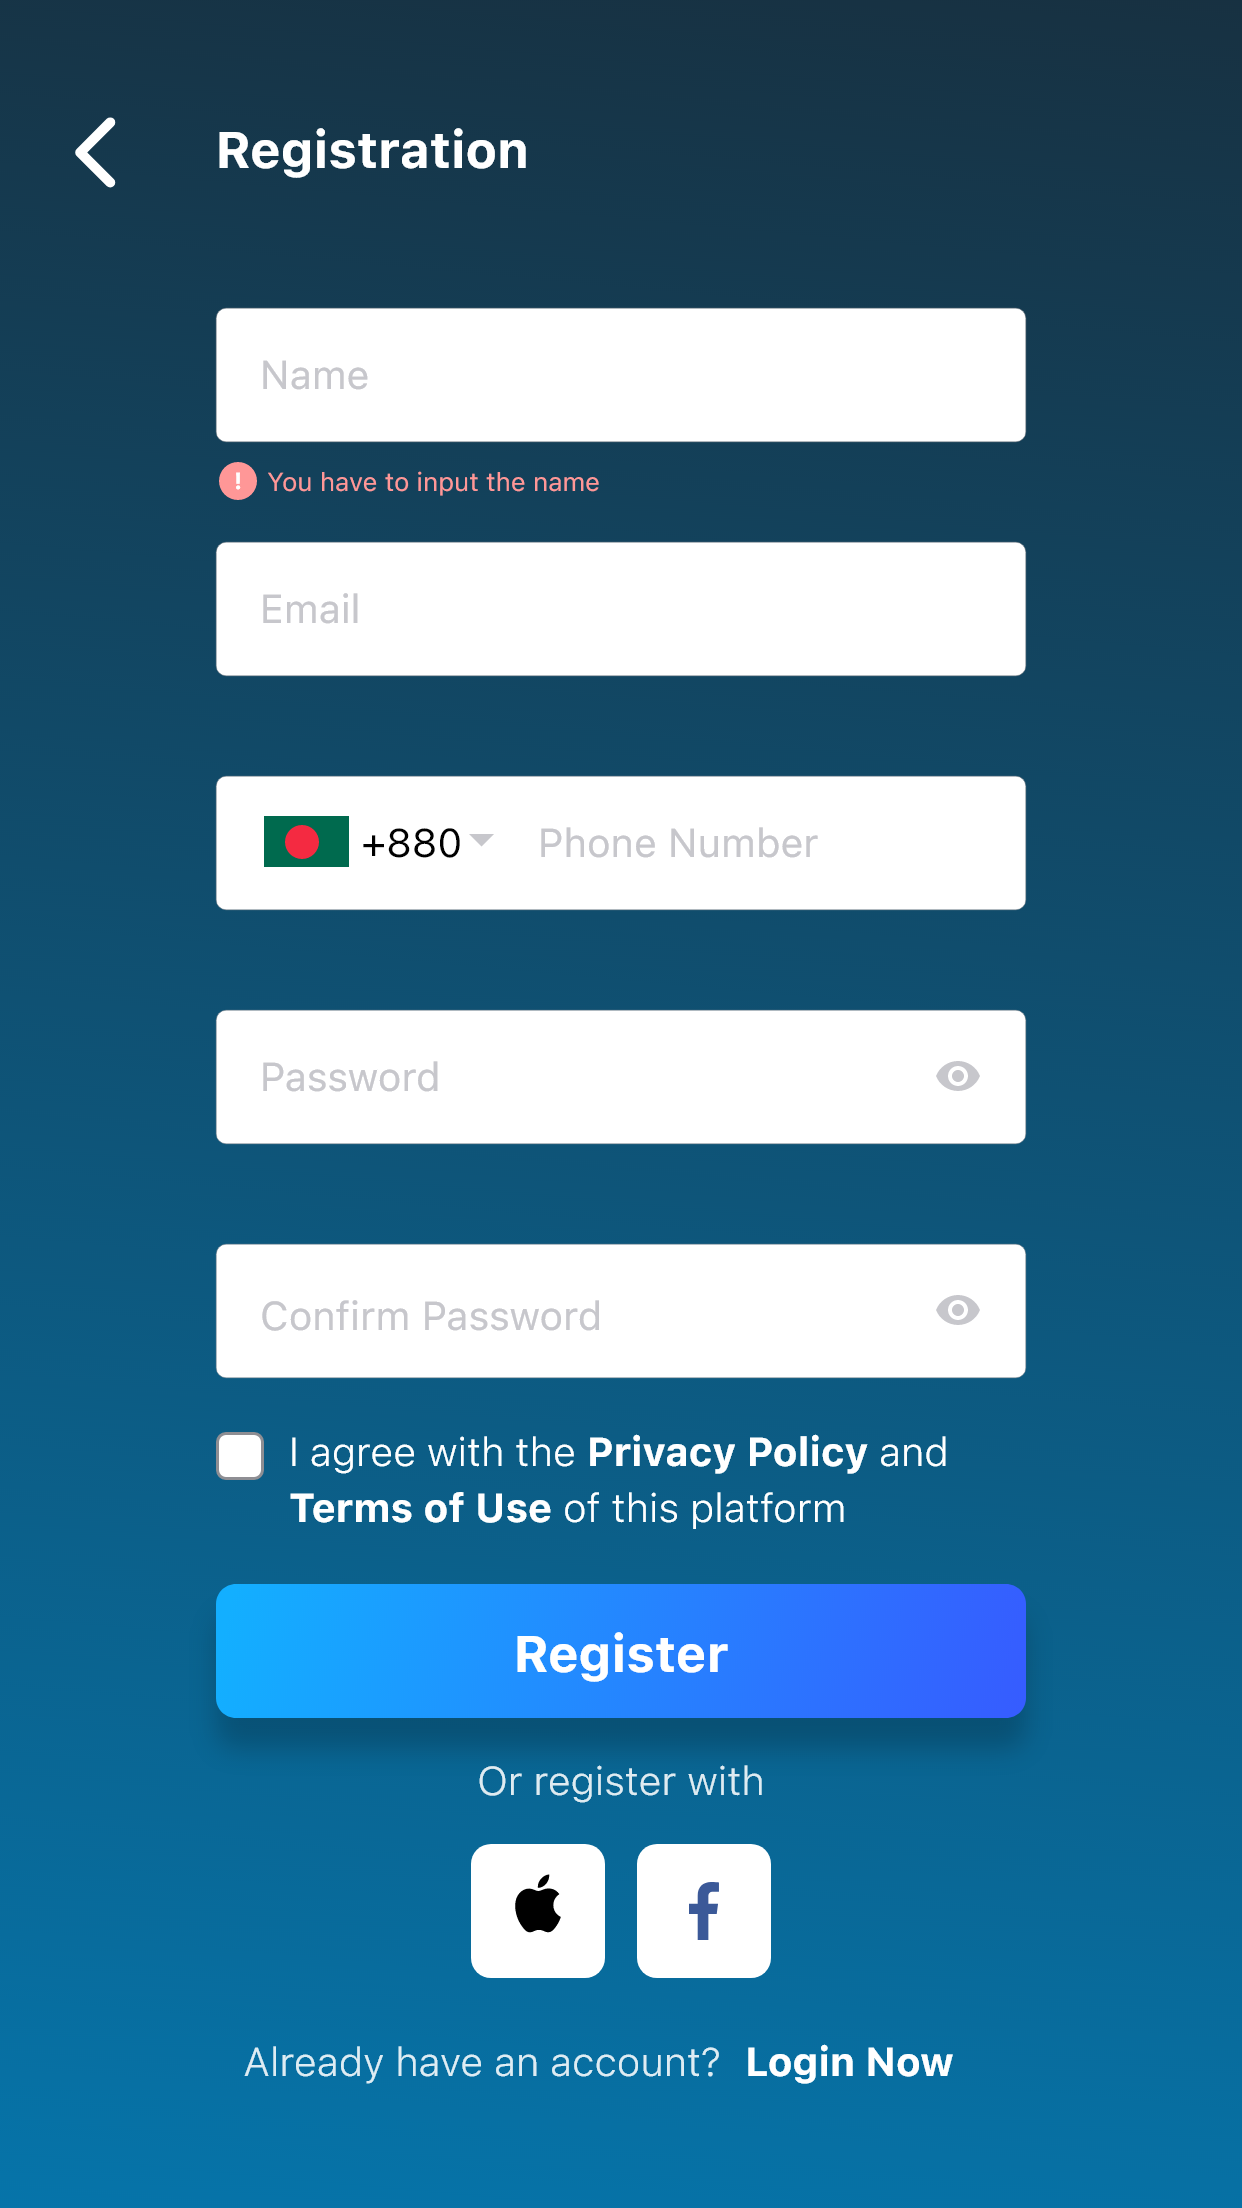 Registration
Name
! You have to input the name
Email
+880 Phone Number
Password
Confirm Password
I agree with the Privacy Policy and
Terms of Use of this platform
Register
Or register with
Already have an account? Login Now